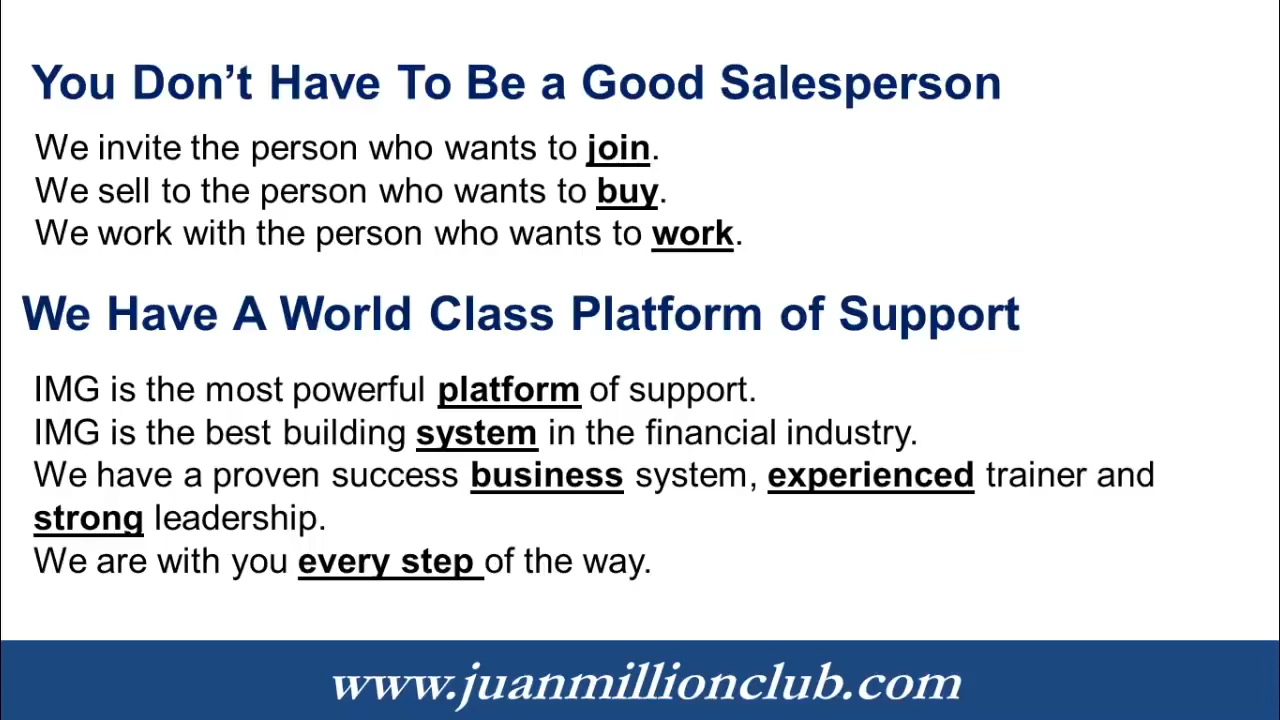 You Don’t Have To Be a Good Salesperson
We invite the person who wants to join.
We sell to the person who wants to buy.
We work with the person who wants to work.
We Have A World Class Platform of Support
IMG is the most powerful platform of support.
IMG is the best building system in the financial industry.
We have a proven success business system, experienced trainer and
strong leadership.
We are with you every step of the way.
www.juanmillionclub.com